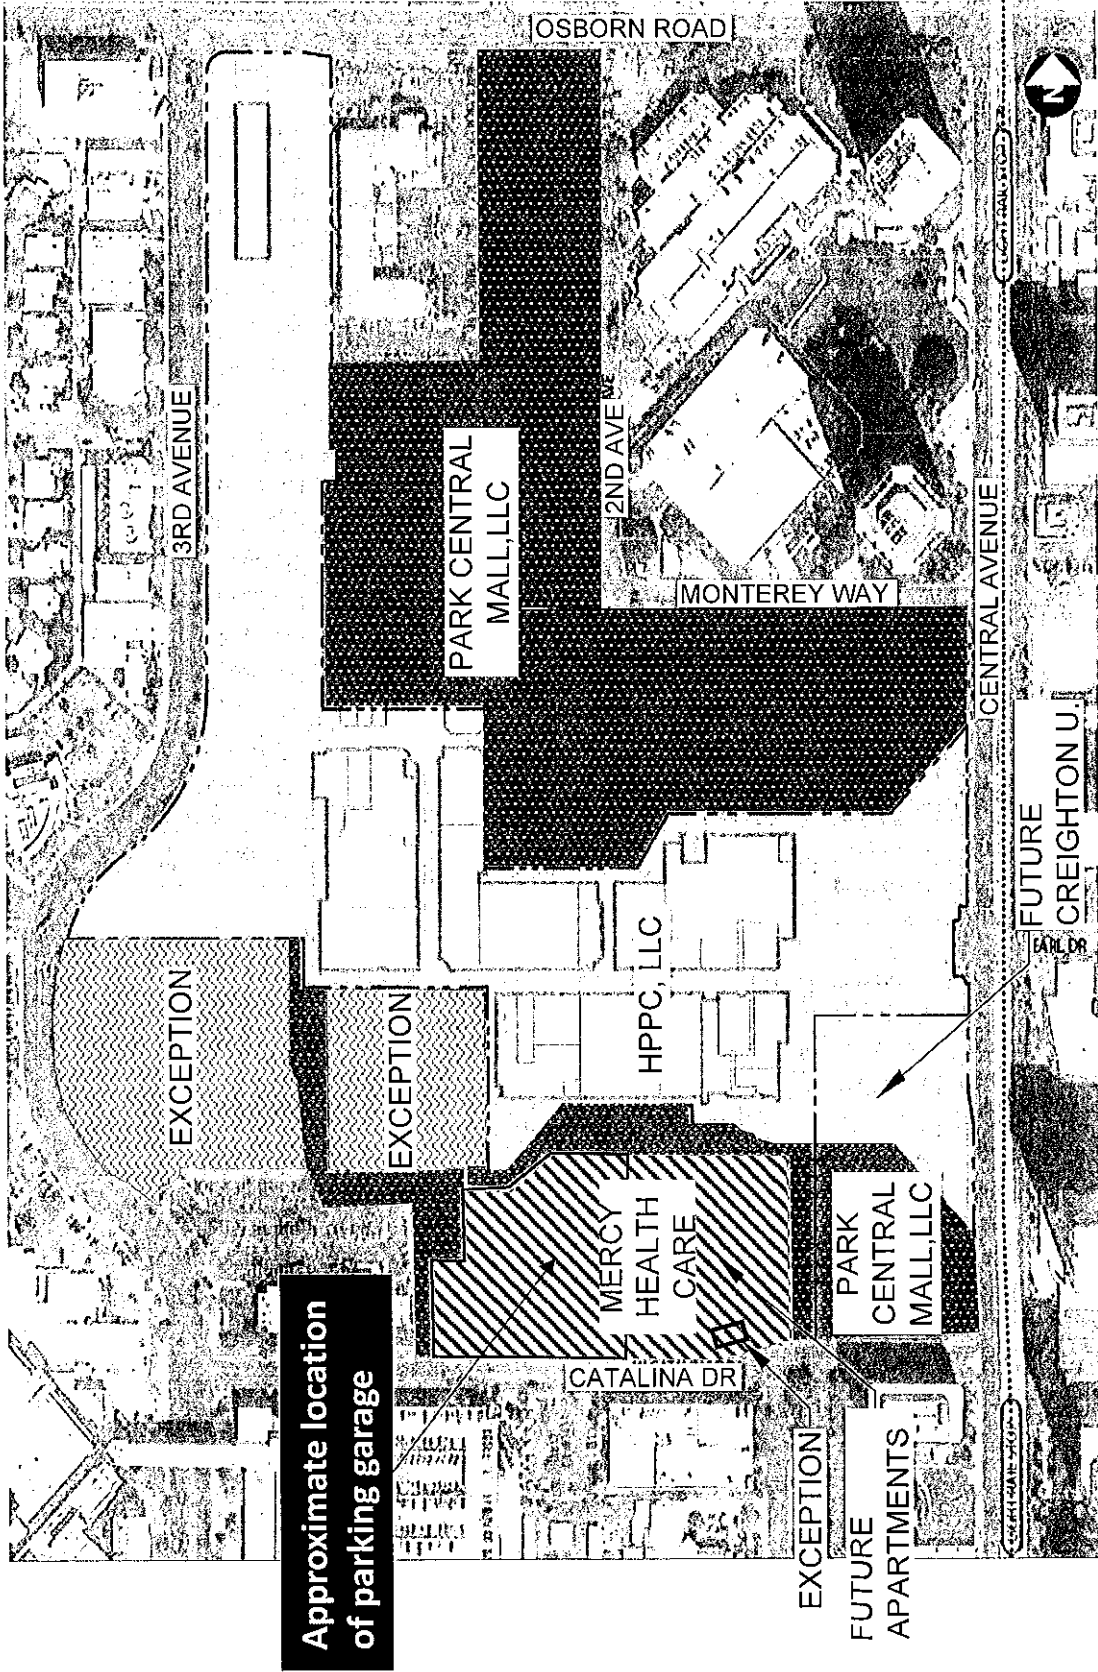 OSBORN ROAD
N
3RD AVENUE
PARK CENTRAL
MALL,LLC
2ND AVE
MONTEREY WAY
CENTRAL AVENUE
FUTURE
CREIGHTON U.
EARL DR
EXCEPTION
EXCEPTION
HPPC, LLC
MERCY
HEALTH
CARE
PARK
CENTRAL
MALL,LLC
CATALINA DR
Approximate location
of parking garage
EXCEPTION
FUTURE
APARTMENTS